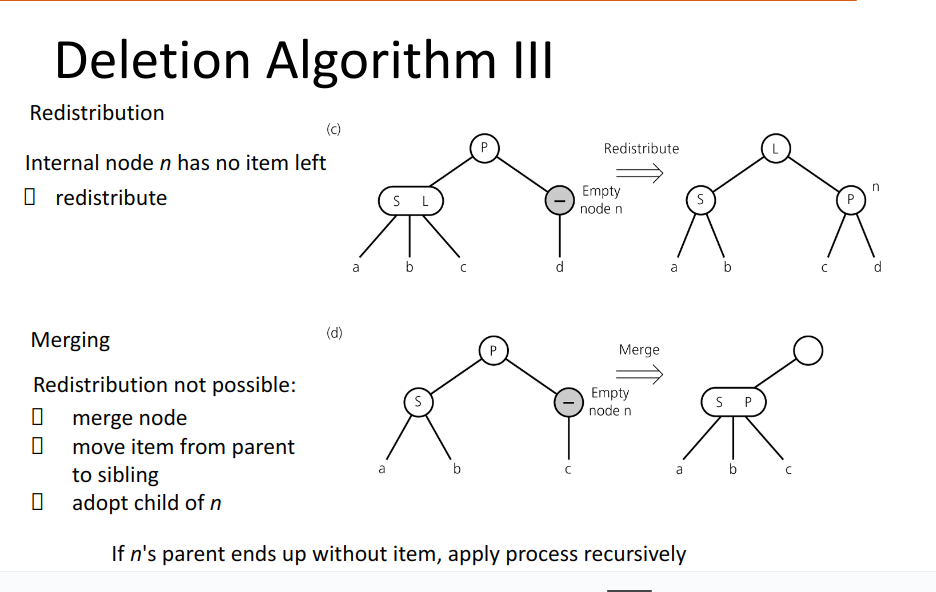 Deletion Algorithm III
Redistribution
Internal node n has no item left
redistribute
(c)
P
S L
–
Empty
node n
a b c d
Redistribute
L
S
P
n
a b c d
Merging
Redistribution not possible:
merge node
move item from parent
to sibling
adopt child of n
(d)
P
S
–
Empty
node n
a b c
Merge
S P
a b c
If n's parent ends up without item, apply process recursively